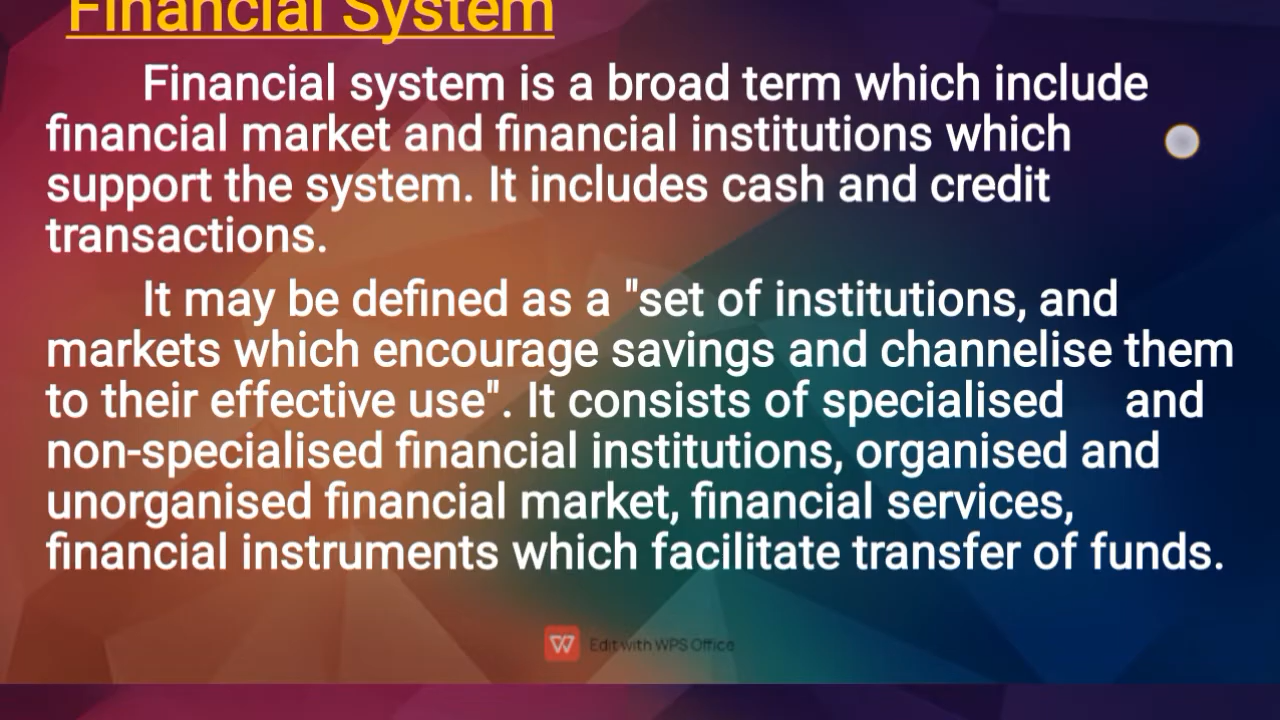 Financial System
Financial system is a broad term which include
financial market and financial institutions which
support the system. It includes cash and credit
transactions.
It may be defined as a "set of institutions, and
markets which encourage savings and channelise them
to their effective use". It consists of specialised and
non-specialised financial institutions, organised and
unorganised financial market, financial services,
financial instruments which facilitate transfer of funds.
Edit with WPS Office